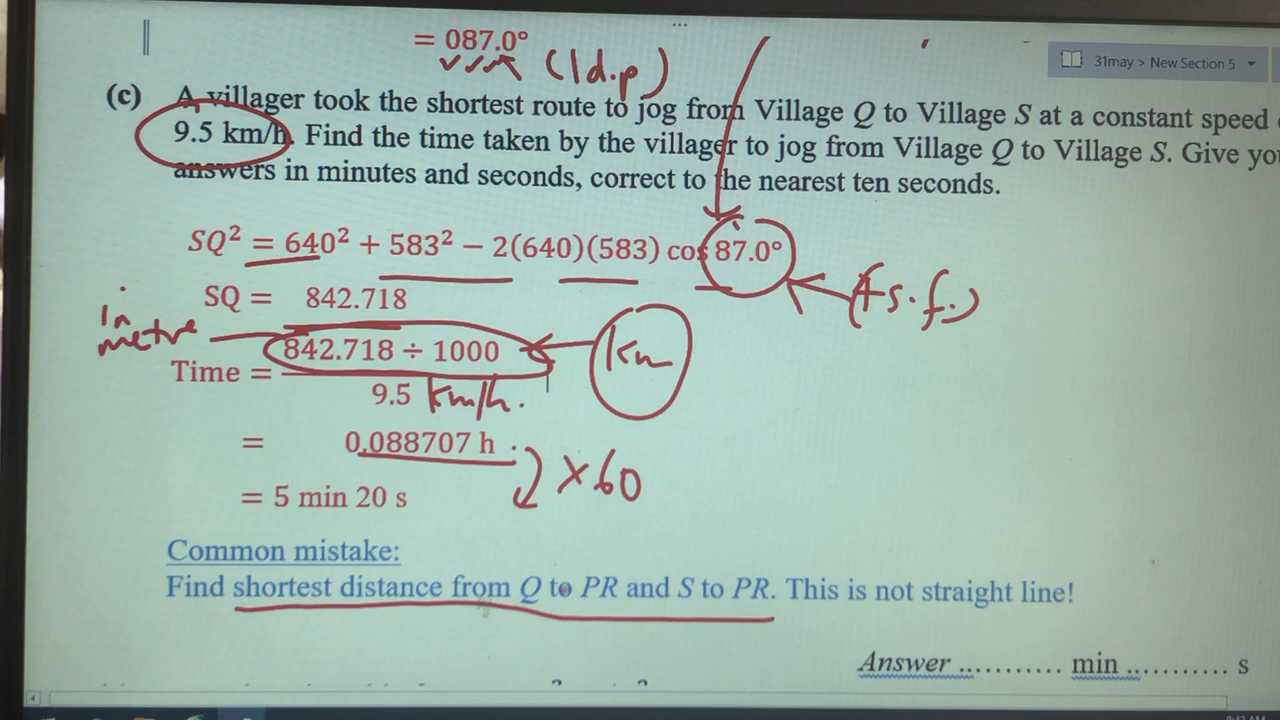 = 087.0°
(1 d.p)
31may > New Section 5
(c) A villager took the shortest route to jog from Village Q to Village S at a constant speed
9.5 km/h. Find the time taken by the villager to jog from Village Q to Village S. Give
answers in minutes and seconds, correct to the nearest ten seconds.
SQ² = 640² + 583² − 2(640)(583) cos 87.0°
SQ = 842.718
(4 s.f.)
in
metre
842.718 ÷ 1000
km
Time =
9.5 km/h.
= 0.088707 h
×60
= 5 min 20 s
Common mistake:
Find shortest distance from Q to PR and S to PR. This is not straight line!
Answer ........... min ........... s